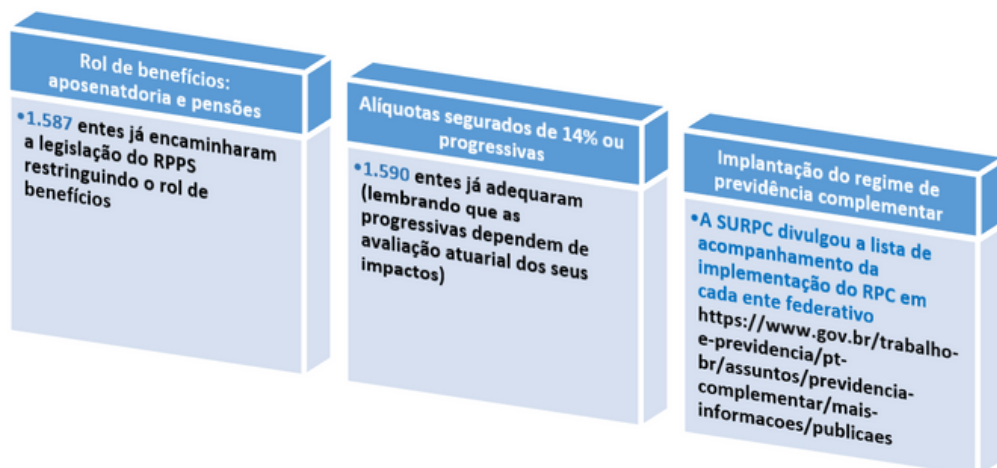 Rol de benefícios:
aposenatdoria e pensões
•1.587 entes já encaminharam
a legislação do RPPS
restringindo o rol de
benefícios
Alíquotas segurados de 14% ou
progressivas
•1.590 entes já adequaram
(lembrando que as
progressivas dependem de
avaliação atuarial dos seus
impactos)
Implantação do regime de
previdência complementar
•A SURPC divulgou a lista de
acompanhamento da
implementação do RPC em
cada ente federativo
https://www.gov.br/trabalho-
e-previdencia/pt-
br/assuntos/previdencia-
complementar/mais-
informacoes/publicaes